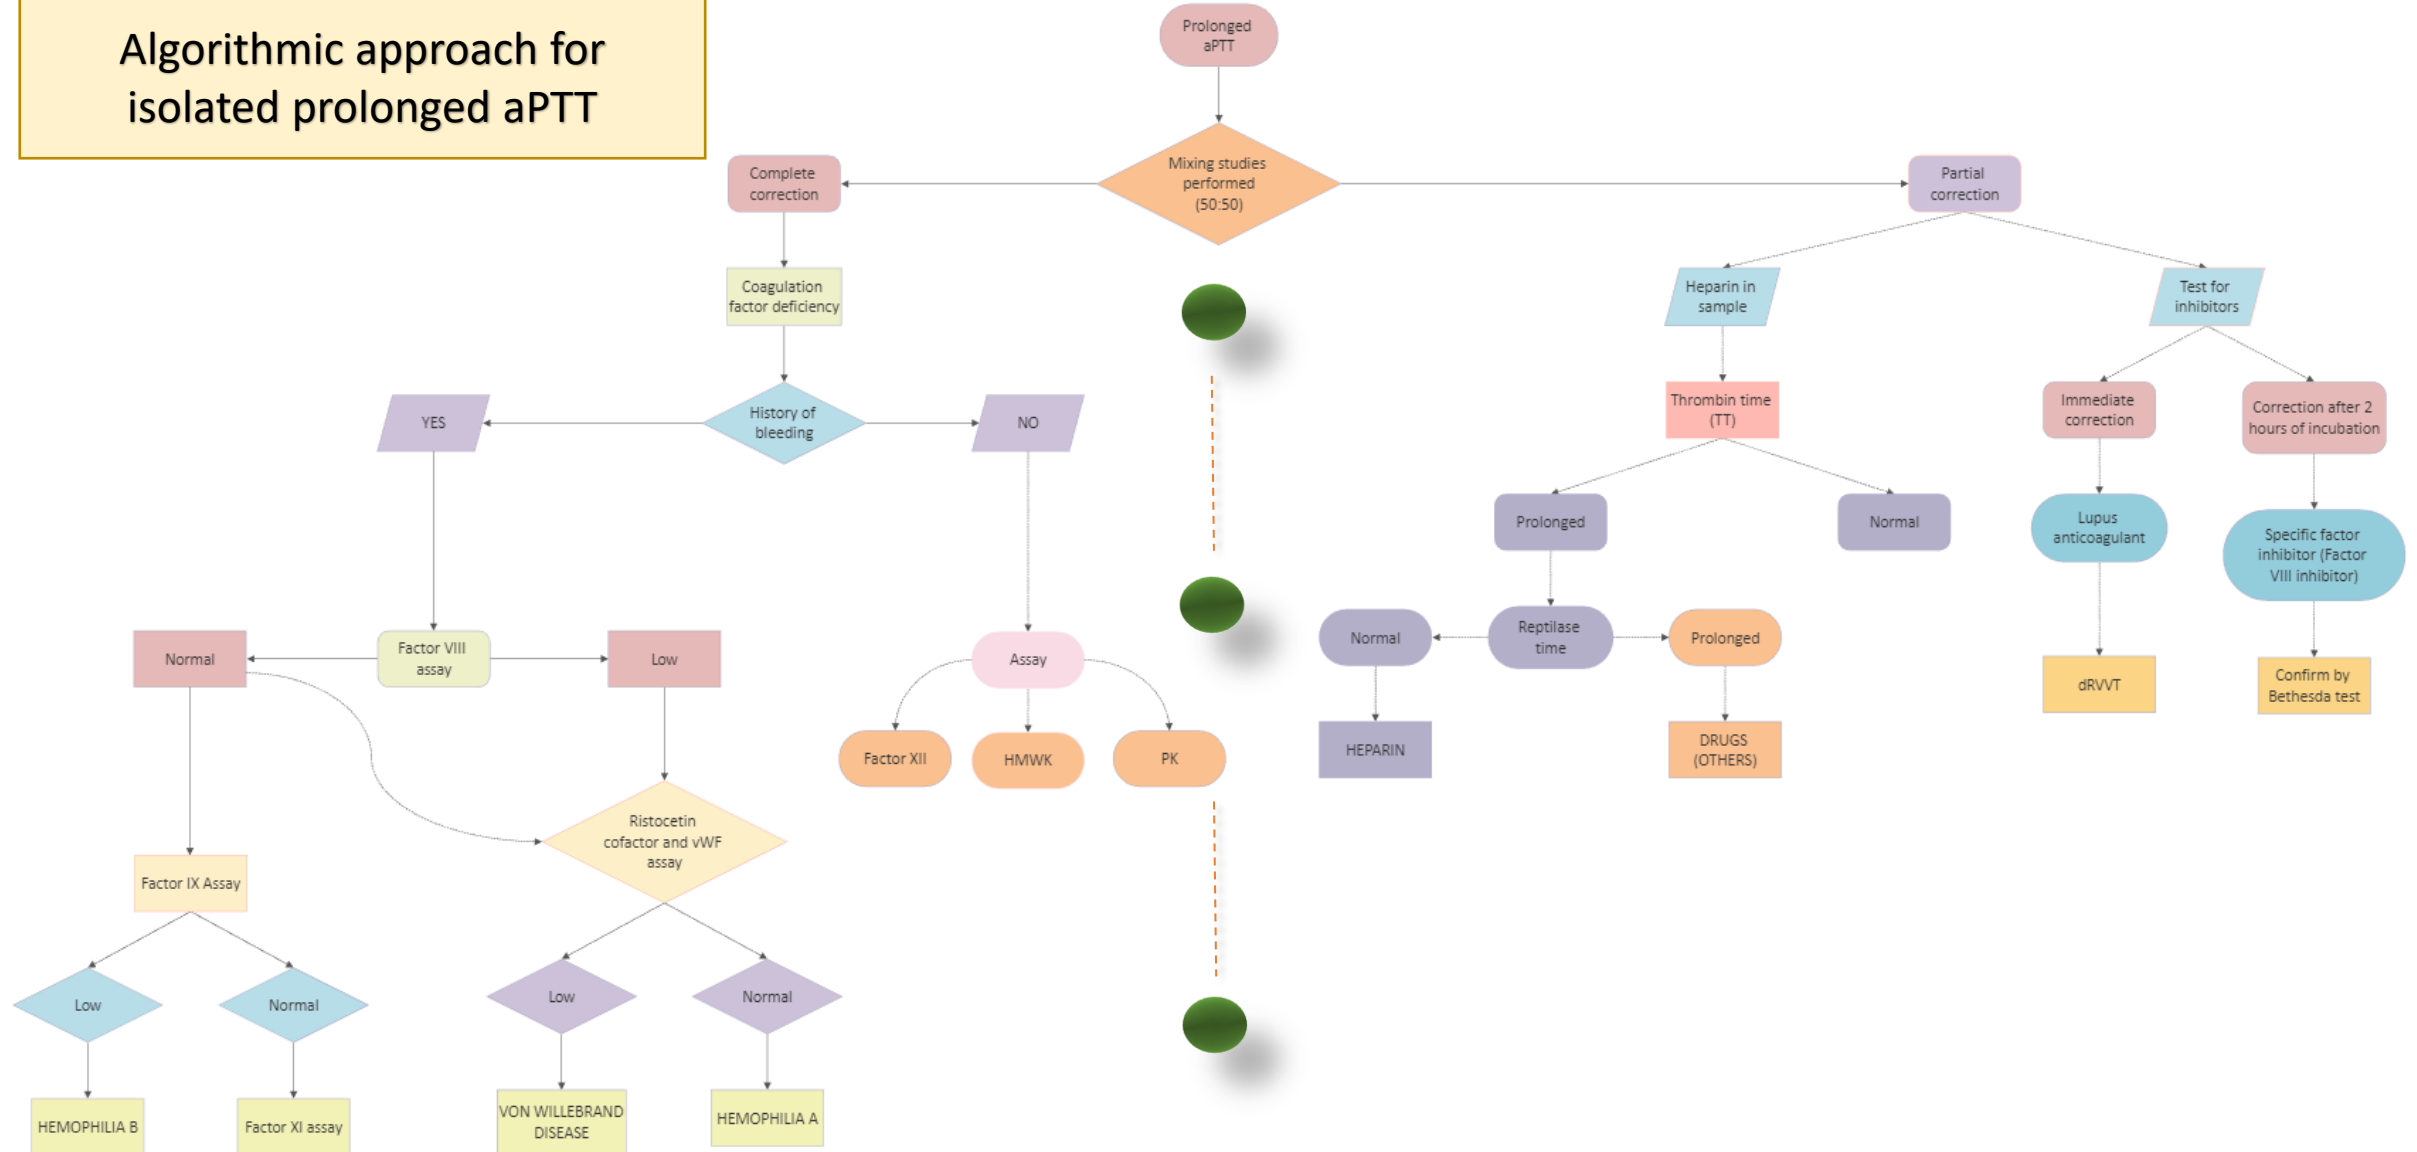 Algorithmic approach for
isolated prolonged aPTT
Prolonged
aPTT
Mixing studies
performed
(50:50)
Complete
correction
Partial
correction
Coagulation
factor deficiency
Heparin in
sample
Test for
inhibitors
History of
bleeding
YES
NO
Thrombin time
(TT)
Immediate
correction
Correction after 2
hours of incubation
Prolonged
Normal
Lupus
anticoagulant
Specific factor
inhibitor (Factor
VIII inhibitor)
Normal
Factor VIII
assay
Low
Assay
Normal
Reptilase
time
Prolonged
dRVVT
Confirm by
Bethesda test
Factor XII
HMWK
PK
HEPARIN
DRUGS
(OTHERS)
Ristocetin
cofactor and vWF
assay
Factor IX Assay
Low
Normal
Low
Normal
HEMOPHILIA B
Factor XI assay
VON WILLEBRAND
DISEASE
HEMOPHILIA A